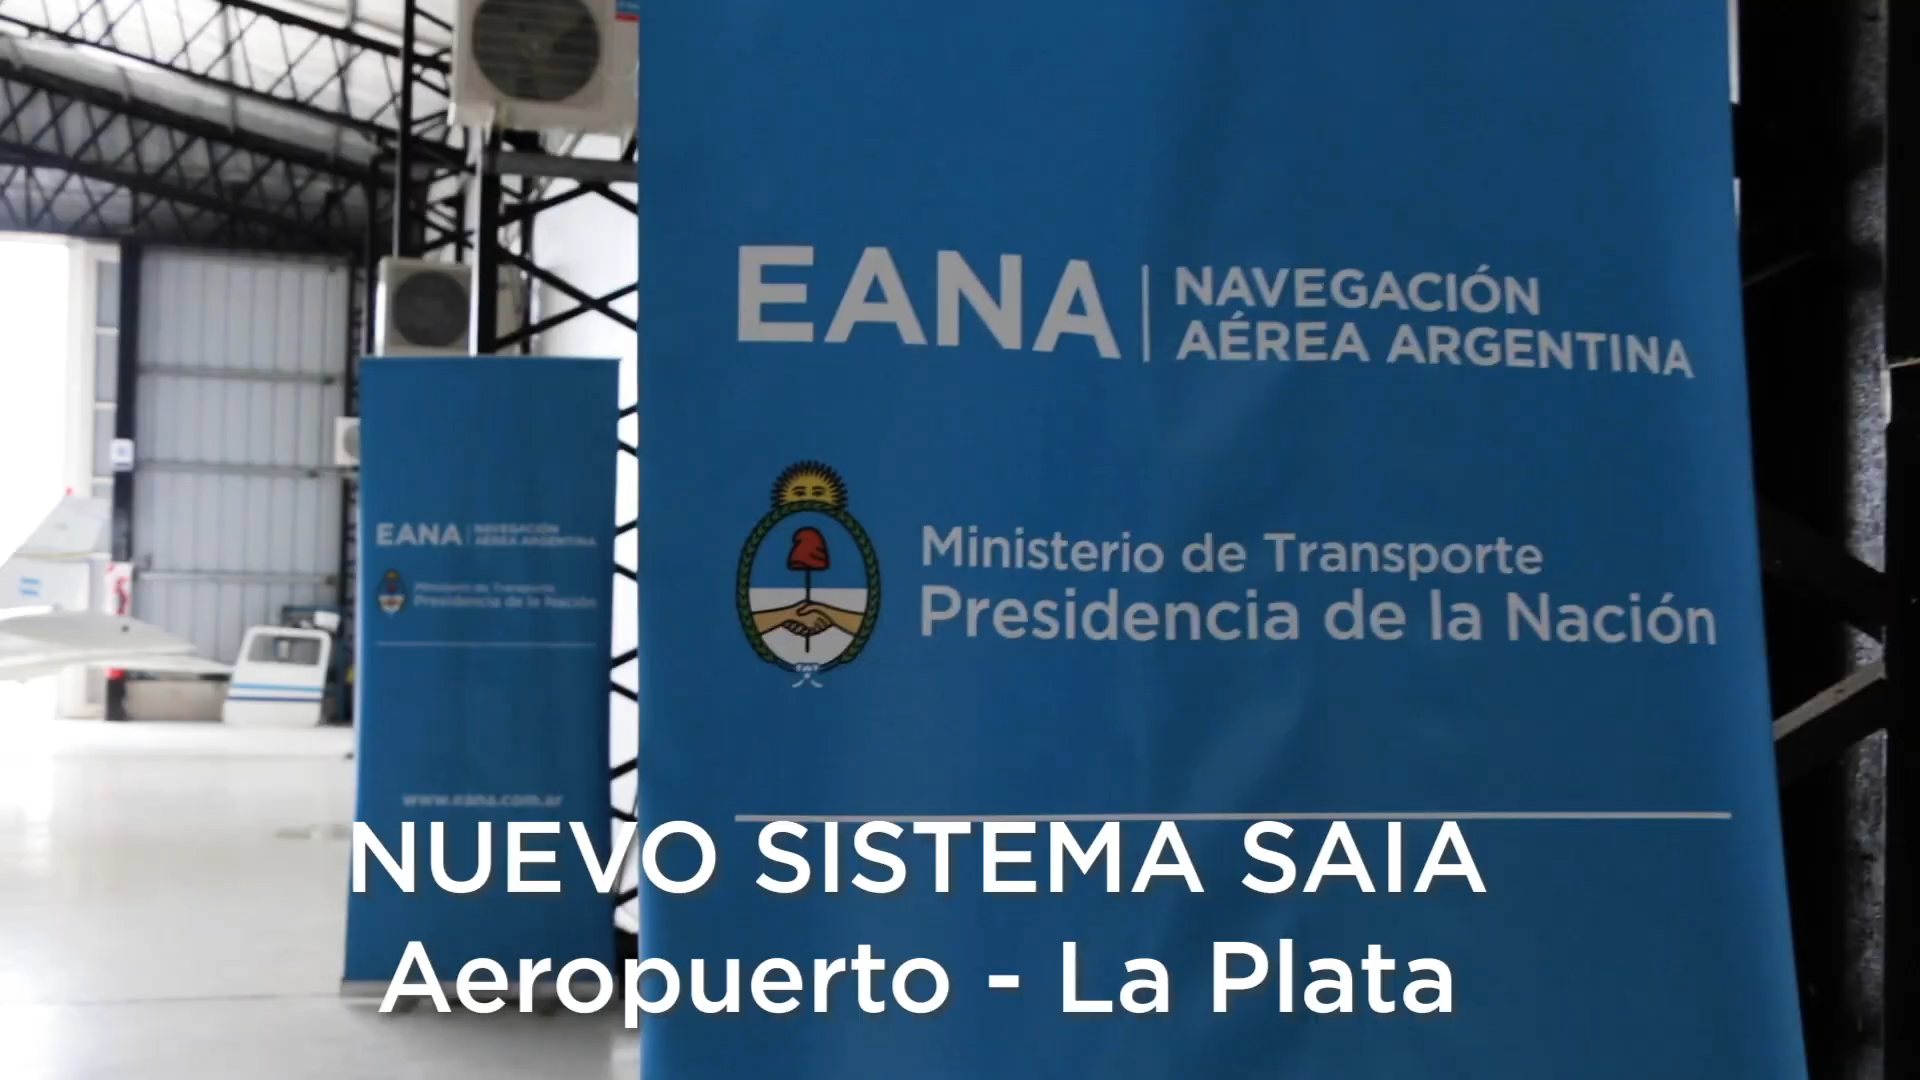 EANA
NAVEGACIÓN
AÉREA ARGENTINA
Ministerio de Transporte
Presidencia de la Nación
EANA
NAVEGACIÓN
AÉREA ARGENTINA
Ministerio de Transporte
Presidencia de la Nación
www.eana.com.ar
NUEVO SISTEMA SAIA
Aeropuerto - La Plata